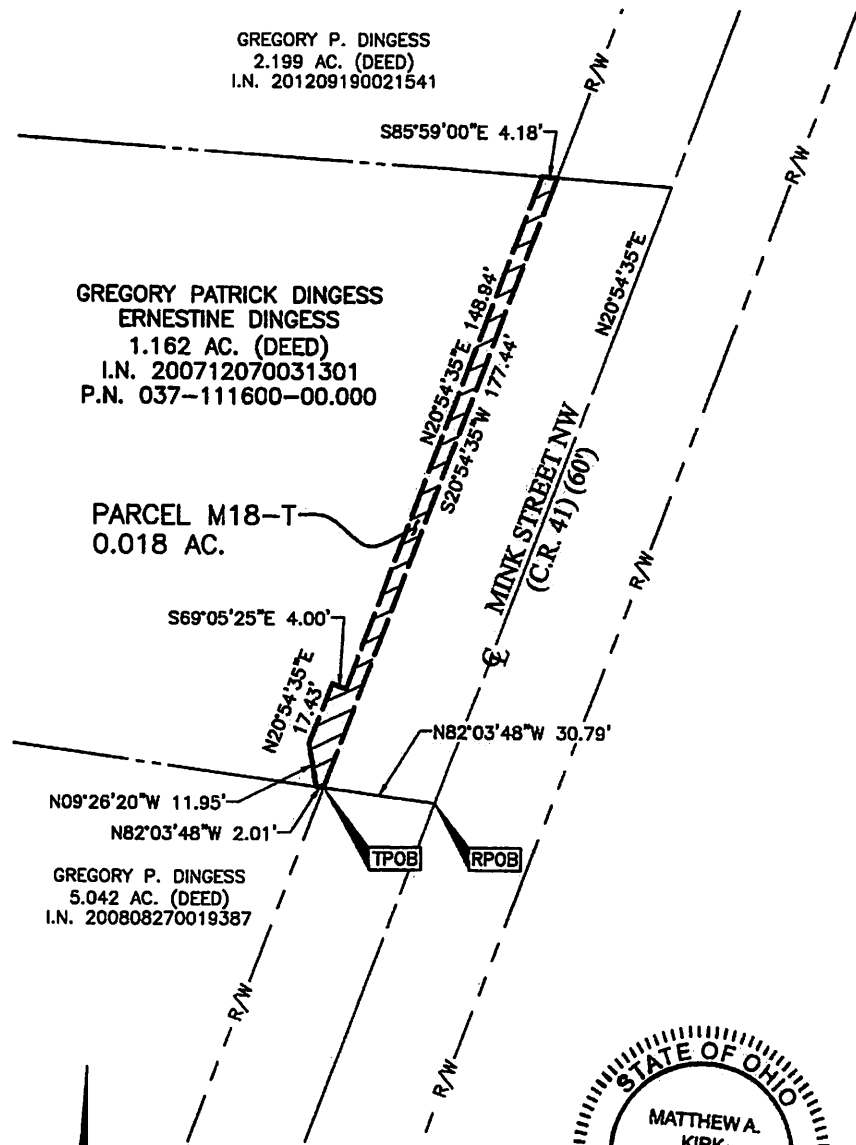 GREGORY P. DINGESS
2.199 AC. (DEED)
I.N. 201209190021541
R/W
S85°59'00"E 4.18'
R/W
N20°54'35"E
GREGORY PATRICK DINGESS
ERNESTINE DINGESS
1.162 AC. (DEED)
I.N. 200712070031301
P.N. 037-111600-00.000
N20°54'35"E 148.94'
S20°54'35"W 177.44'
MINK STREET NW
(C.R. 41) (60')
PARCEL M18-T
0.018 AC.
R/W
S69°05'25"E 4.00'
CL
N20°54'35"E
17.43'
N82°03'48"W 30.79'
N09°26'20"W 11.95'
N82°03'48"W 2.01'
TPOB
RPOB
GREGORY P. DINGESS
5.042 AC. (DEED)
I.N. 200808270019387
R/W
R/W
STATE OF OHIO
MATTHEW A.
KIRK